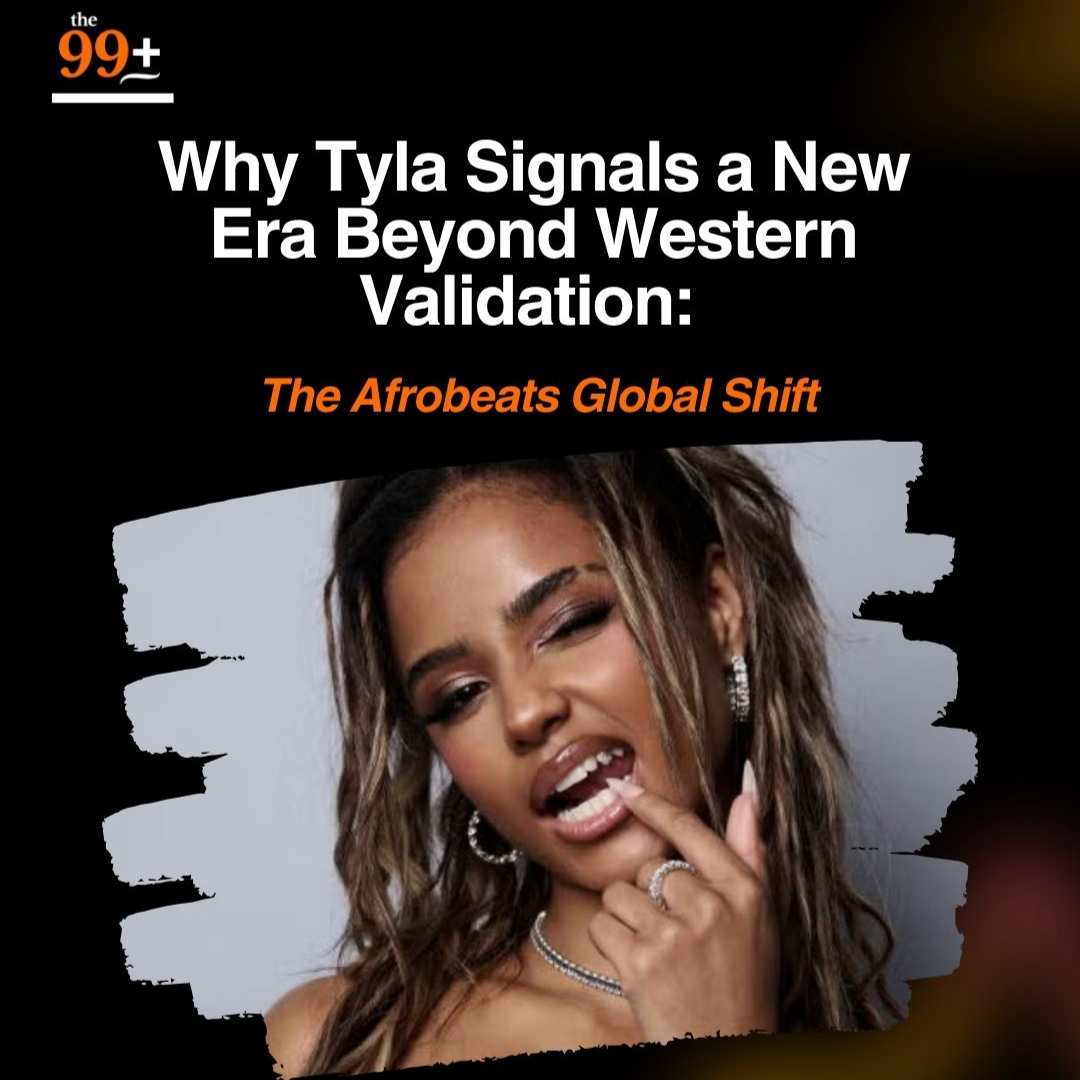 the
99+
Why Tyla Signals a New
Era Beyond Western
Validation:
The Afrobeats Global Shift